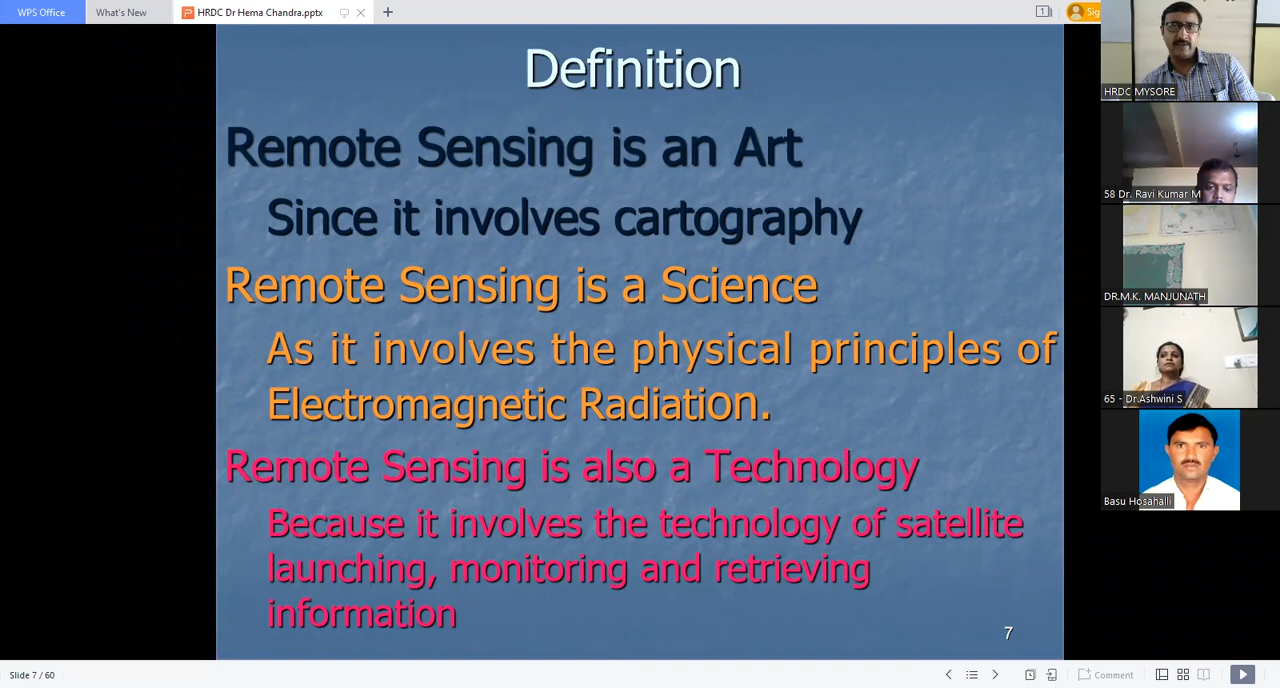 WPS Office
What's New
HRDC Dr Hema Chandra.pptx
1
Sig
Definition
Remote Sensing is an Art
Since it involves cartography
Remote Sensing is a Science
As it involves the physical principles of
Electromagnetic Radiation.
Remote Sensing is also a Technology
Because it involves the technology of satellite
launching, monitoring and retrieving
information
7
HRDC MYSORE
58 Dr. Ravi Kumar M
DR.M.K. MANJUNATH
65 - Dr.Ashwini S
Basu Hosahalli
Slide 7 / 60
Comment